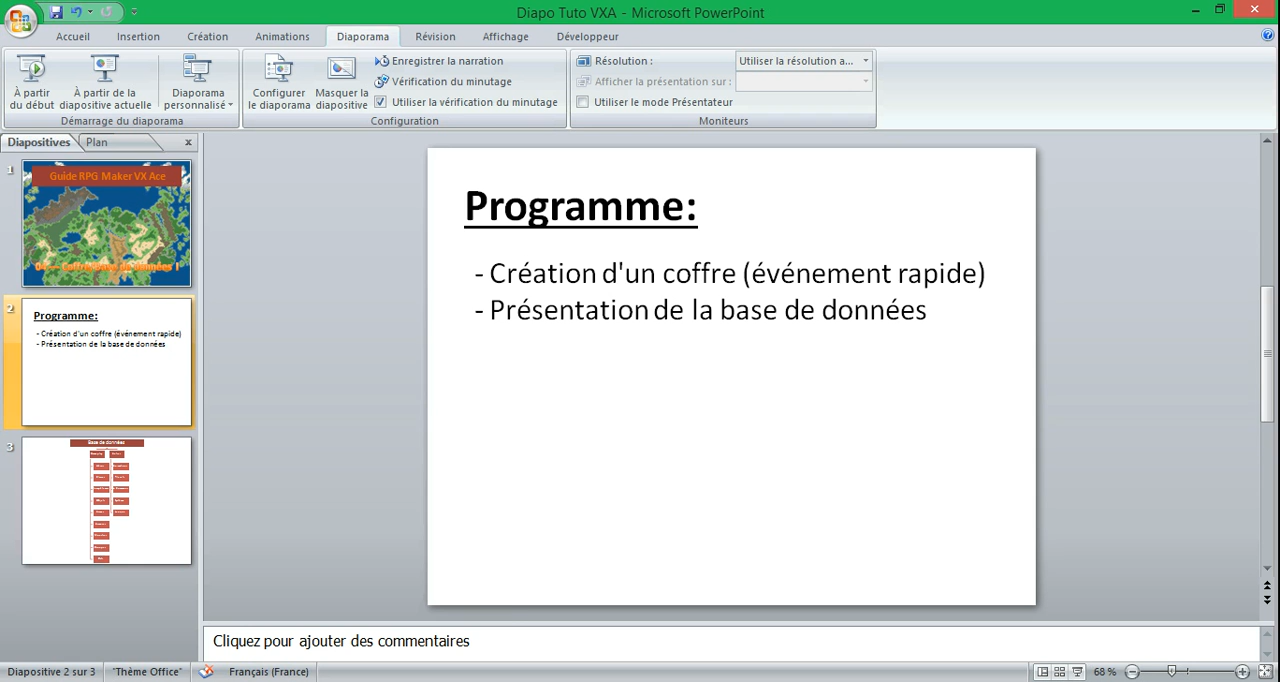 Diapo Tuto VXA - Microsoft PowerPoint
Accueil Insertion Création Animations Diaporama Révision Affichage Développeur
À partir du début
À partir de la diapositive actuelle
Diaporama personnalisé
Démarrage du diaporama
Configurer le diaporama
Masquer la diapositive
Enregistrer la narration
Vérification du minutage
Utiliser la vérification du minutage
Configuration
Résolution : Utiliser la résolution a...
Afficher la présentation sur :
Utiliser le mode Présentateur
Moniteurs
Diapositives Plan x
1
Guide RPG Maker VX Ace
2
Programme:
- Création d'un coffre (événement rapide)
- Présentation de la base de données
3
Base de données
Programme:
- Création d'un coffre (événement rapide)
- Présentation de la base de données
Cliquez pour ajouter des commentaires
Diapositive 2 sur 3 "Thème Office" Français (France) 68 %